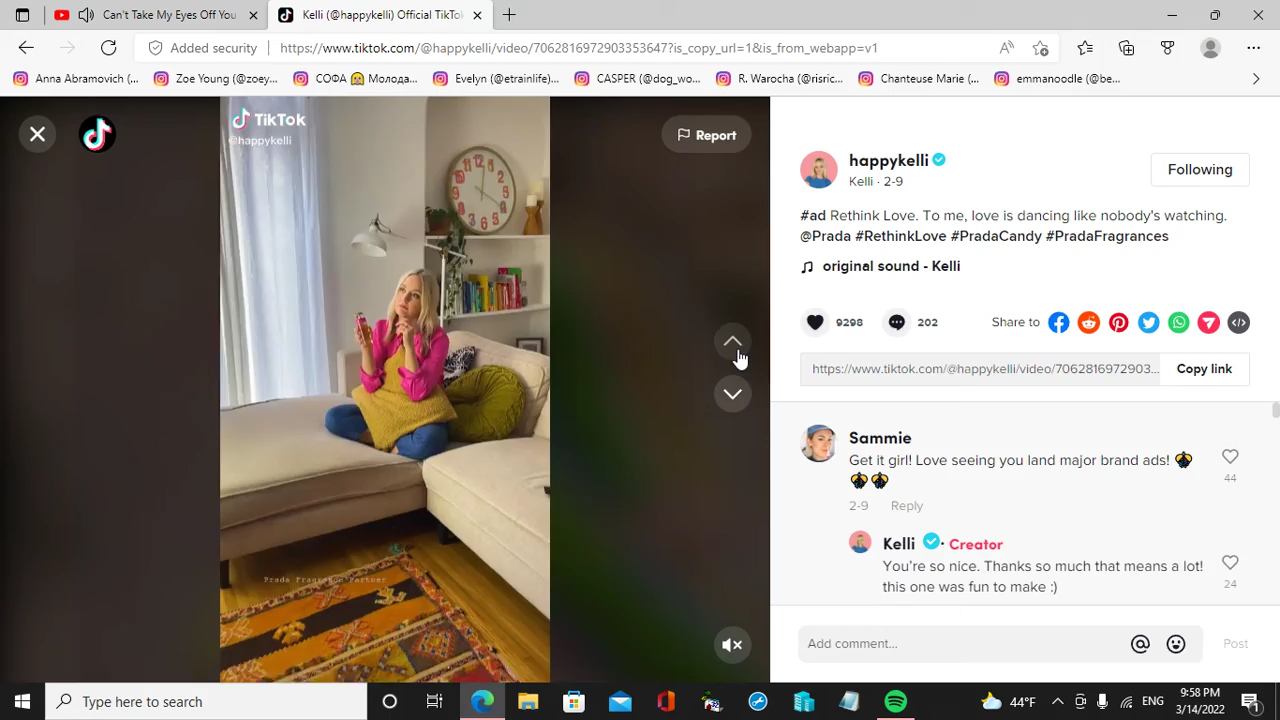 Can't Take My Eyes Off You
Kelli (@happykelli) Official TikTok
Added security
https://www.tiktok.com/@happykelli/video/7062816972903353647?is_copy_url=1&is_from_webapp=v1
Anna Abramovich (...
Zoe Young (@zoey...
СОФА 🙉 Молода...
Evelyn (@etrainlife)...
CASPER (@dog_wo...
R. Warocha (@risric...
Chanteuse Marie (...
emmanoodle (@be...
TikTok
@happykelli
Report
Prada Fragrance Partner
happykelli
Kelli · 2-9
Following
#ad Rethink Love. To me, love is dancing like nobody's watching.
@Prada #RethinkLove #PradaCandy #PradaFragrances
original sound - Kelli
9298
202
Share to
https://www.tiktok.com/@happykelli/video/70628169729​03...
Copy link
Sammie
Get it girl! Love seeing you land major brand ads!
44
2-9 Reply
Kelli · Creator
You're so nice. Thanks so much that means a lot!
this one was fun to make :)
24
Add comment...
Post
Type here to search
44°F
ENG
9:58 PM
3/14/2022
1